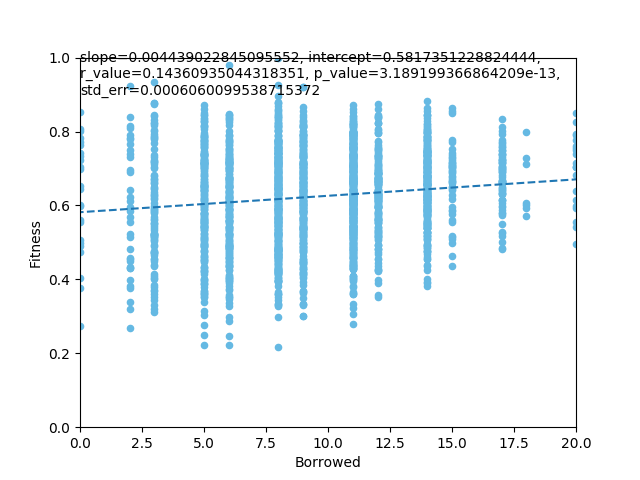 slope=0.004439022845095552, intercept=0.5817351228824444,
r_value=0.14360935044318351, p_value=3.189199366864209e-13,
std_err=0.0006060099538715372
1.0
0.8
0.6
0.4
0.2
0.0
Fitness
0.0 2.5 5.0 7.5 10.0 12.5 15.0 17.5 20.0
Borrowed